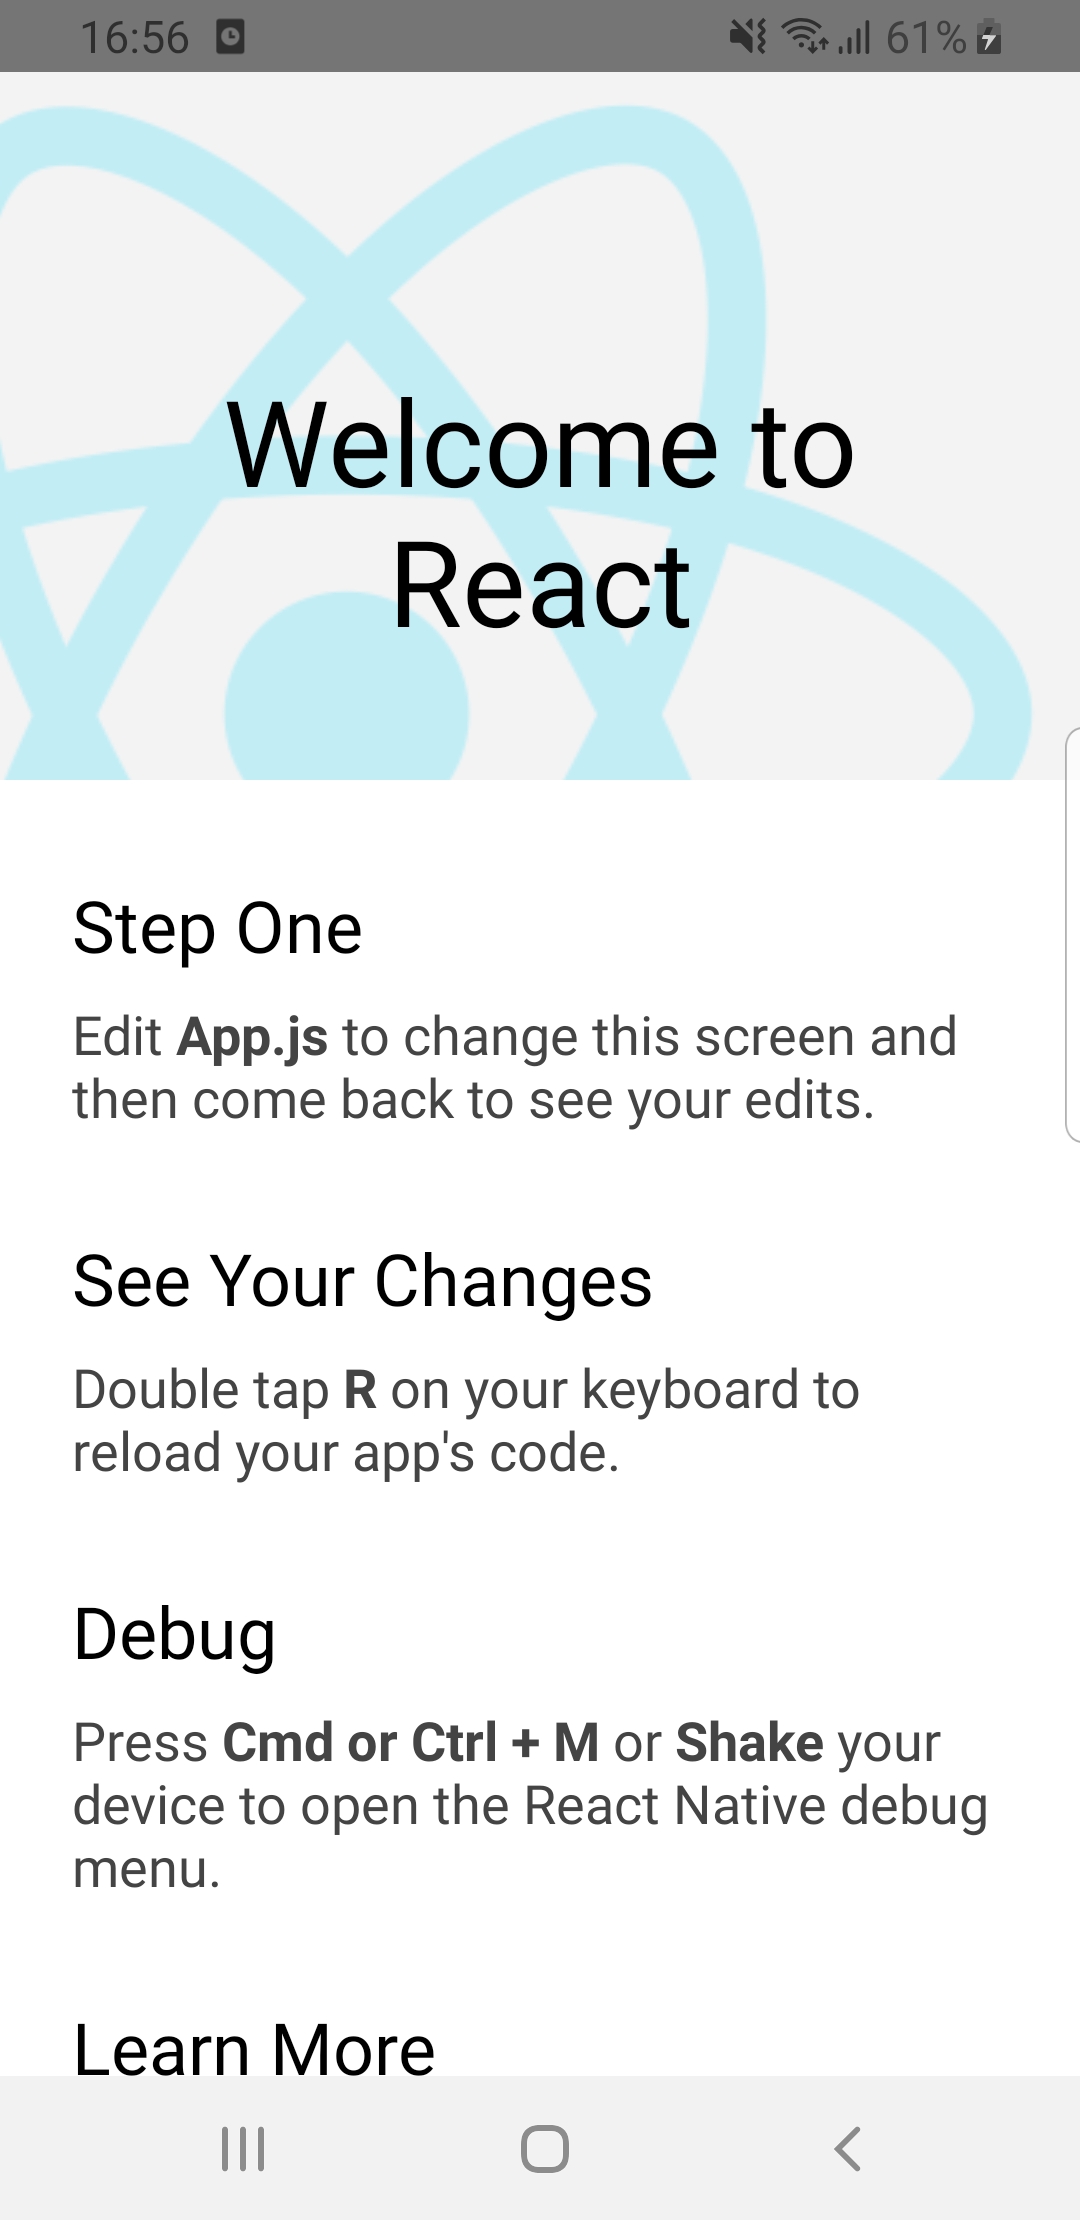 16:56
61%
Welcome to
React
Step One
Edit App.js to change this screen and
then come back to see your edits.
See Your Changes
Double tap R on your keyboard to
reload your app's code.
Debug
Press Cmd or Ctrl + M or Shake your
device to open the React Native debug
menu.
Learn More